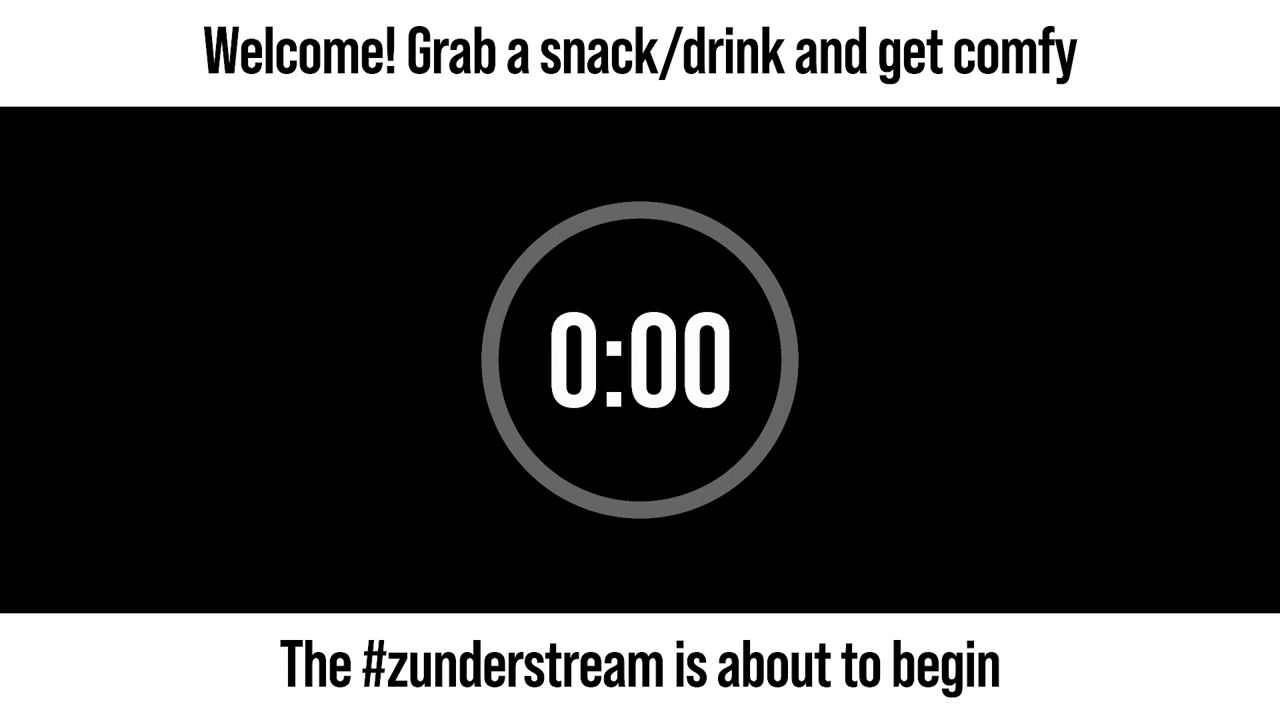 Welcome! Grab a snack/drink and get comfy
0:00
The #zunderstream is about to begin